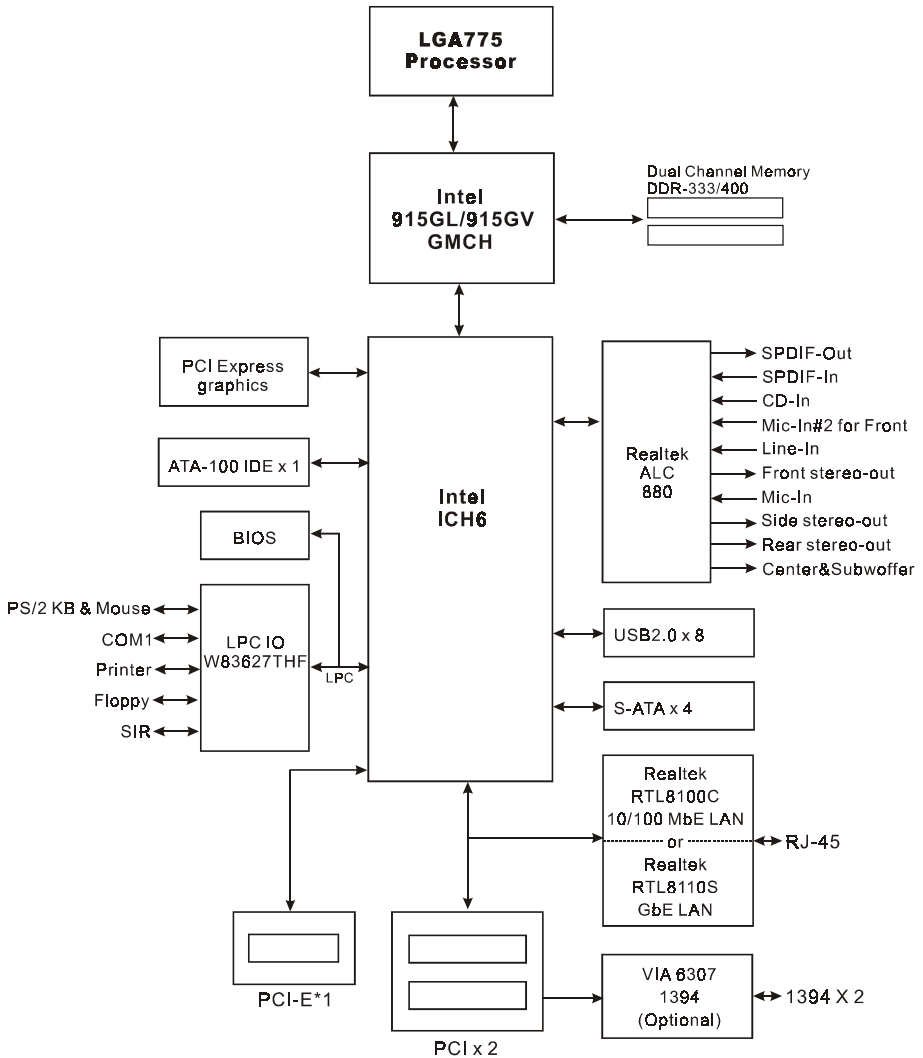 LGA775
Processor
Intel
915GL/915GV
GMCH
Dual Channel Memory
DDR-333/400
PCI Express
graphics
ATA-100 IDE x 1
BIOS
PS/2 KB & Mouse
COM1
Printer
Floppy
SIR
LPC IO
W83627THF
LPC
Intel
ICH6
Realtek
ALC
880
SPDIF-Out
SPDIF-In
CD-In
Mic-In#2 for Front
Line-In
Front stereo-out
Mic-In
Side stereo-out
Rear stereo-out
Center&Subwoffer
USB2.0 x 8
S-ATA x 4
Realtek
RTL8100C
10/100 MbE LAN
or
Realtek
RTL8110S
GbE LAN
RJ-45
PCI-E*1
PCI x 2
VIA 6307
1394
(Optional)
1394 X 2